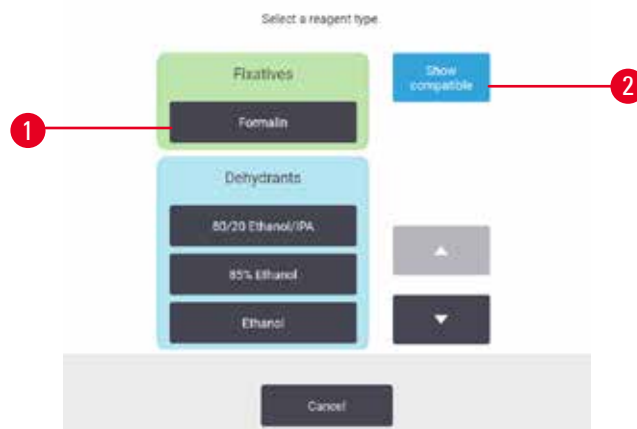 Select a reagent type.
Fixatives
Show
compatible
2
1
Formalin
Dehydrants
80/20 Ethanol/IPA
85% Ethanol
Ethanol
Cancel